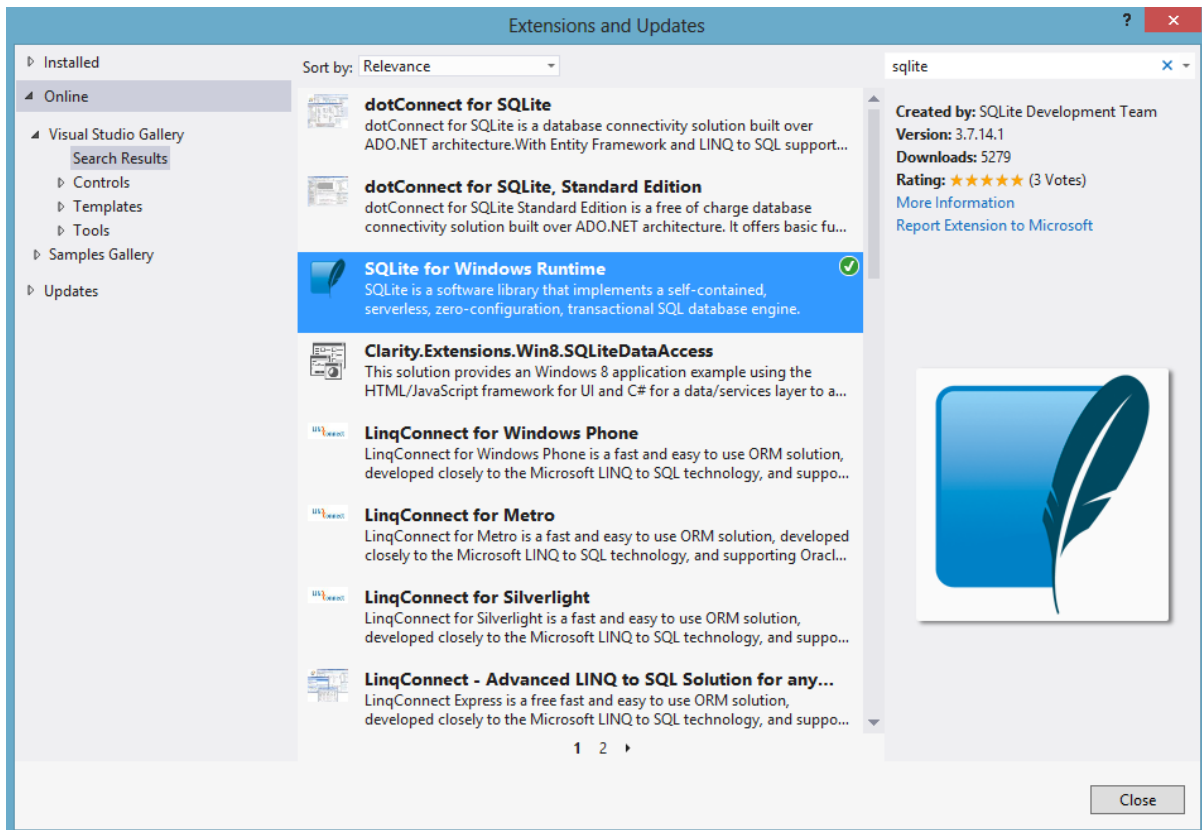 Extensions and Updates
?
Installed
Online
Visual Studio Gallery
Search Results
Controls
Templates
Tools
Samples Gallery
Updates
Sort by: Relevance
dotConnect for SQLite
dotConnect for SQLite is a database connectivity solution built over
ADO.NET architecture.With Entity Framework and LINQ to SQL support...
dotConnect for SQLite, Standard Edition
dotConnect for SQLite Standard Edition is a free of charge database
connectivity solution built over ADO.NET architecture. It offers basic fu...
SQLite for Windows Runtime
SQLite is a software library that implements a self-contained,
serverless, zero-configuration, transactional SQL database engine.
Clarity.Extensions.Win8.SQLiteDataAccess
This solution provides an Windows 8 application example using the
HTML/JavaScript framework for UI and C# for a data/services layer to a...
LinqConnect for Windows Phone
LinqConnect for Windows Phone is a fast and easy to use ORM solution,
developed closely to the Microsoft LINQ to SQL technology, and suppo...
LinqConnect for Metro
LinqConnect for Metro is a fast and easy to use ORM solution, developed
closely to the Microsoft LINQ to SQL technology, and supporting Oracl...
LinqConnect for Silverlight
LinqConnect for Silverlight is a fast and easy to use ORM solution,
developed closely to the Microsoft LINQ to SQL technology, and suppo...
LinqConnect - Advanced LINQ to SQL Solution for any...
LinqConnect Express is a free fast and easy to use ORM solution,
developed closely to the Microsoft LINQ to SQL technology, and suppo...
1 2
sqlite
Created by: SQLite Development Team
Version: 3.7.14.1
Downloads: 5279
Rating: ★★★★★ (3 Votes)
More Information
Report Extension to Microsoft
Close